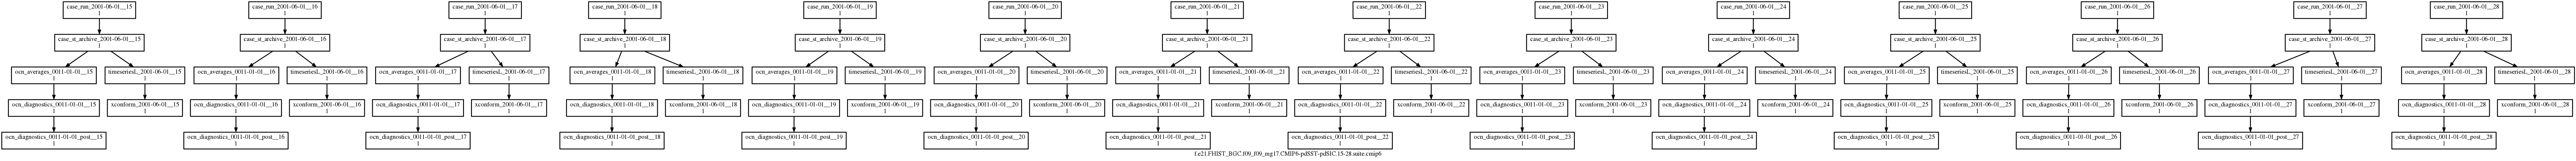 case_run_2001-06-01__15 case_run_2001-06-01__16 case_run_2001-06-01__17 case_run_2001-06-01__18 case_run_2001-06-01__19 case_run_2001-06-01__20 case_run_2001-06-01__21 case_run_2001-06-01__22 case_run_2001-06-01__23 case_run_2001-06-01__24 case_run_2001-06-01__25 case_run_2001-06-01__26 case_run_2001-06-01__27 case_run_2001-06-01__28
1 1 1 1 1 1 1 1 1 1 1 1 1 1
case_st_archive_2001-06-01__15 case_st_archive_2001-06-01__16 case_st_archive_2001-06-01__17 case_st_archive_2001-06-01__18 case_st_archive_2001-06-01__19 case_st_archive_2001-06-01__20 case_st_archive_2001-06-01__21 case_st_archive_2001-06-01__22 case_st_archive_2001-06-01__23 case_st_archive_2001-06-01__24 case_st_archive_2001-06-01__25 case_st_archive_2001-06-01__26 case_st_archive_2001-06-01__27 case_st_archive_2001-06-01__28
1 1 1 1 1 1 1 1 1 1 1 1 1 1
ocn_averages_0011-01-01__15 timeseriesL_2001-06-01__15 ocn_averages_0011-01-01__16 timeseriesL_2001-06-01__16 ocn_averages_0011-01-01__17 timeseriesL_2001-06-01__17 ocn_averages_0011-01-01__18 timeseriesL_2001-06-01__18 ocn_averages_0011-01-01__19 timeseriesL_2001-06-01__19 ocn_averages_0011-01-01__20 timeseriesL_2001-06-01__20 ocn_averages_0011-01-01__21 timeseriesL_2001-06-01__21 ocn_averages_0011-01-01__22 timeseriesL_2001-06-01__22 ocn_averages_0011-01-01__23 timeseriesL_2001-06-01__23 ocn_averages_0011-01-01__24 timeseriesL_2001-06-01__24 ocn_averages_0011-01-01__25 timeseriesL_2001-06-01__25 ocn_averages_0011-01-01__26 timeseriesL_2001-06-01__26 ocn_averages_0011-01-01__27 timeseriesL_2001-06-01__27 ocn_averages_0011-01-01__28 timeseriesL_2001-06-01__28
1 1 1 1 1 1 1 1 1 1 1 1 1 1 1 1 1 1 1 1 1 1 1 1 1 1 1 1
ocn_diagnostics_0011-01-01__15 xconform_2001-06-01__15 ocn_diagnostics_0011-01-01__16 xconform_2001-06-01__16 ocn_diagnostics_0011-01-01__17 xconform_2001-06-01__17 ocn_diagnostics_0011-01-01__18 xconform_2001-06-01__18 ocn_diagnostics_0011-01-01__19 xconform_2001-06-01__19 ocn_diagnostics_0011-01-01__20 xconform_2001-06-01__20 ocn_diagnostics_0011-01-01__21 xconform_2001-06-01__21 ocn_diagnostics_0011-01-01__22 xconform_2001-06-01__22 ocn_diagnostics_0011-01-01__23 xconform_2001-06-01__23 ocn_diagnostics_0011-01-01__24 xconform_2001-06-01__24 ocn_diagnostics_0011-01-01__25 xconform_2001-06-01__25 ocn_diagnostics_0011-01-01__26 xconform_2001-06-01__26 ocn_diagnostics_0011-01-01__27 xconform_2001-06-01__27 ocn_diagnostics_0011-01-01__28 xconform_2001-06-01__28
1 1 1 1 1 1 1 1 1 1 1 1 1 1 1 1 1 1 1 1 1 1 1 1 1 1 1 1
ocn_diagnostics_0011-01-01_post__15 ocn_diagnostics_0011-01-01_post__16 ocn_diagnostics_0011-01-01_post__17 ocn_diagnostics_0011-01-01_post__18 ocn_diagnostics_0011-01-01_post__19 ocn_diagnostics_0011-01-01_post__20 ocn_diagnostics_0011-01-01_post__21 ocn_diagnostics_0011-01-01_post__22 ocn_diagnostics_0011-01-01_post__23 ocn_diagnostics_0011-01-01_post__24 ocn_diagnostics_0011-01-01_post__25 ocn_diagnostics_0011-01-01_post__26 ocn_diagnostics_0011-01-01_post__27 ocn_diagnostics_0011-01-01_post__28
1 1 1 1 1 1 1 1 1 1 1 1 1 1
f.e21.FHIST_BGC.f09_f09_mg17.CMIP6-pdSST-pdSIC.15-28.suite.cmip6